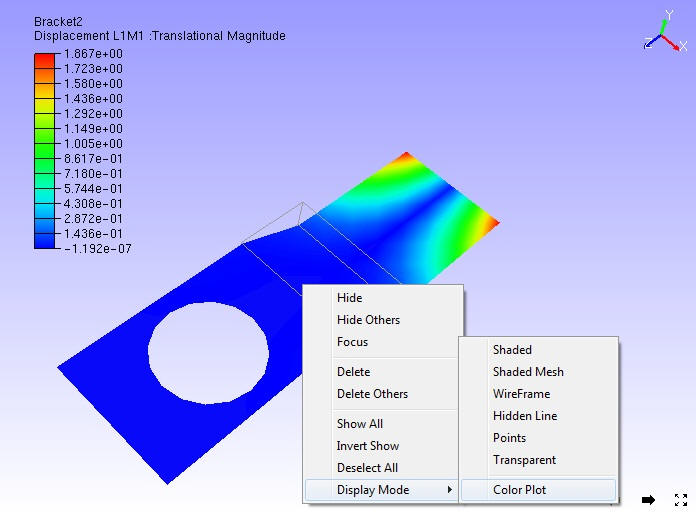 Bracket2
Displacement L1M1 :Translational Magnitude
1.867e+00
1.723e+00
1.580e+00
1.436e+00
1.292e+00
1.149e+00
1.005e+00
8.617e-01
7.180e-01
5.744e-01
4.308e-01
2.872e-01
1.436e-01
-1.192e-07
Y
Z
X
Hide
Hide Others
Focus
Delete
Delete Others
Show All
Invert Show
Deselect All
Display Mode
Shaded
Shaded Mesh
WireFrame
Hidden Line
Points
Transparent
Color Plot